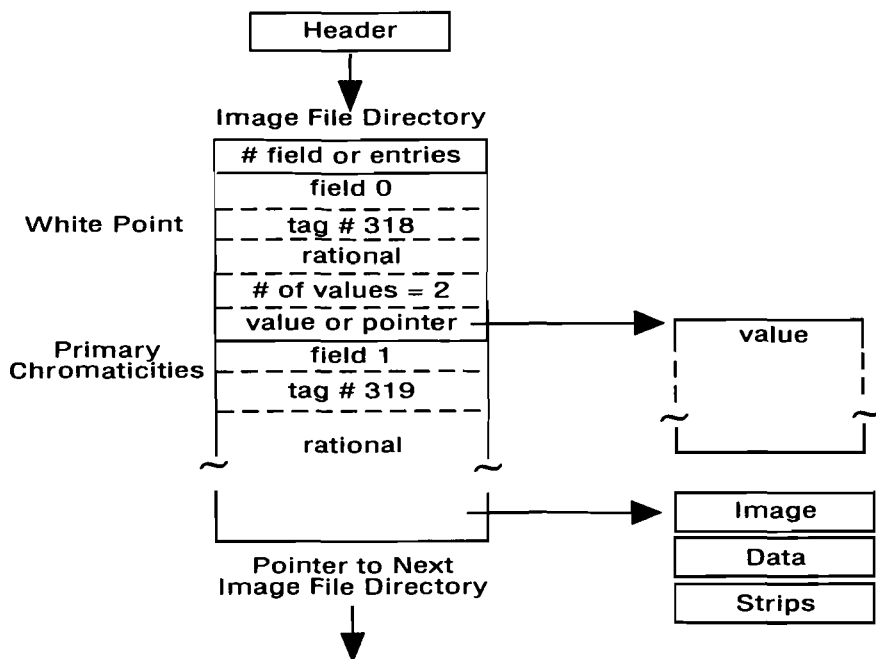 Header
Image File Directory
# field or entries
field 0
White Point
tag # 318
rational
# of values = 2
value or pointer
value
Primary
Chromaticities
field 1
tag # 319
rational
Image
Data
Strips
Pointer to Next
Image File Directory